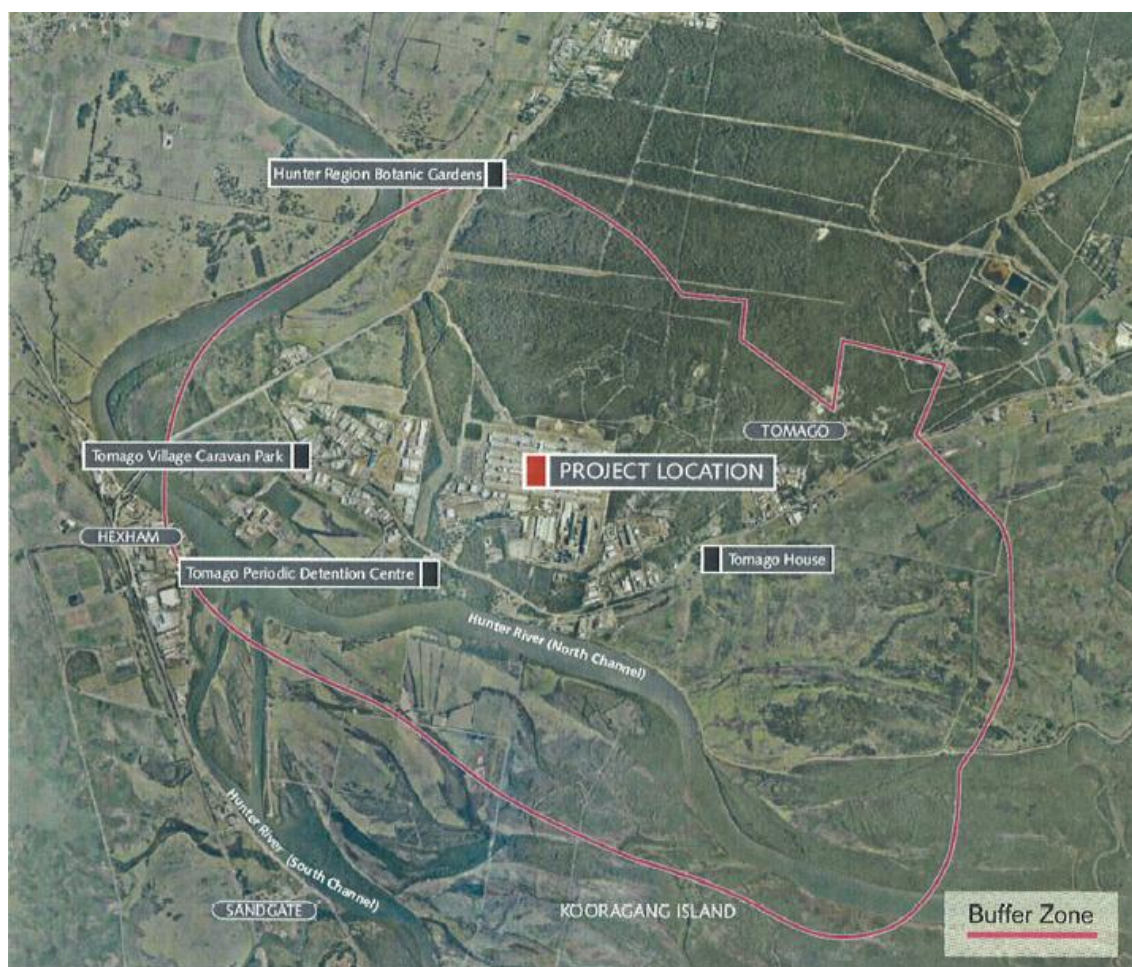 Hunter Region Botanic Gardens
TOMAGO
Tomago Village Caravan Park
PROJECT LOCATION
HEXHAM
Tomago House
Tomago Periodic Detention Centre
Hunter River (North Channel)
Hunter River (South Channel)
SANDGATE
KOORAGANG ISLAND
Buffer Zone